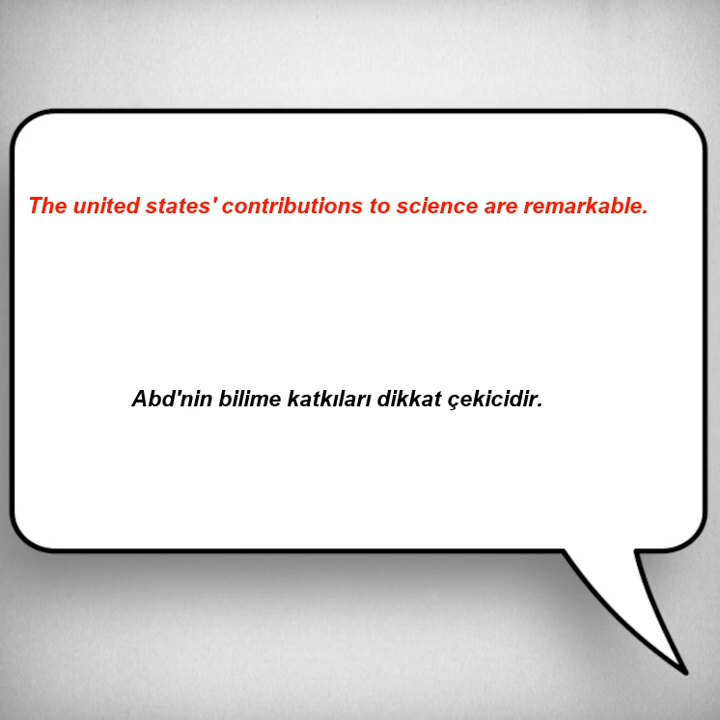 The united states' contributions to science are remarkable.
Abd'nin bilime katkıları dikkat çekicidir.